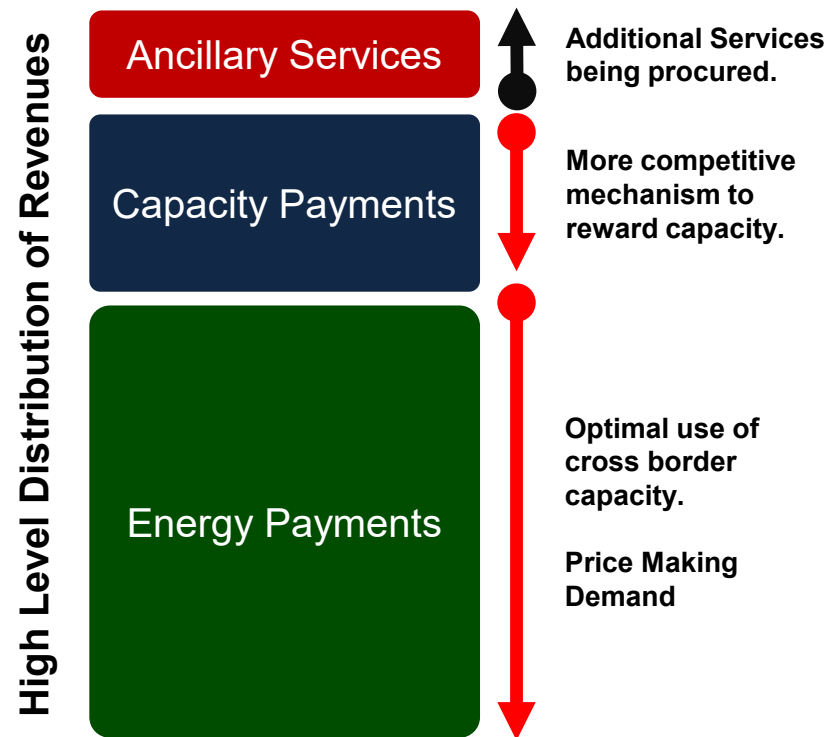 High Level Distribution of Revenues
Ancillary Services
Additional Services
being procured.
Capacity Payments
More competitive
mechanism to
reward capacity.
Energy Payments
Optimal use of
cross border
capacity.
Price Making
Demand